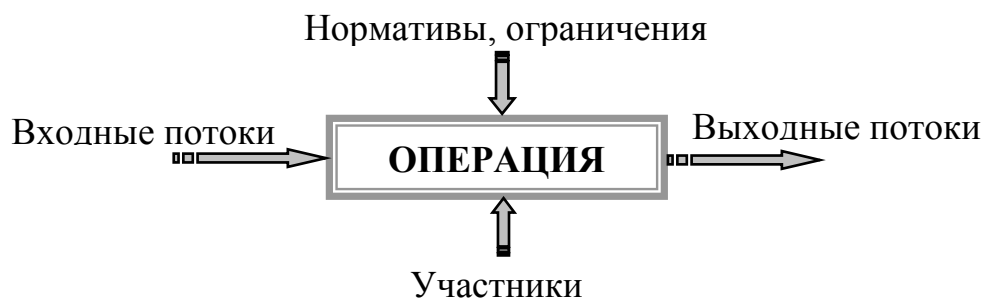 Нормативы, ограничения
Входные потоки
ОПЕРАЦИЯ
Выходные потоки
Участники